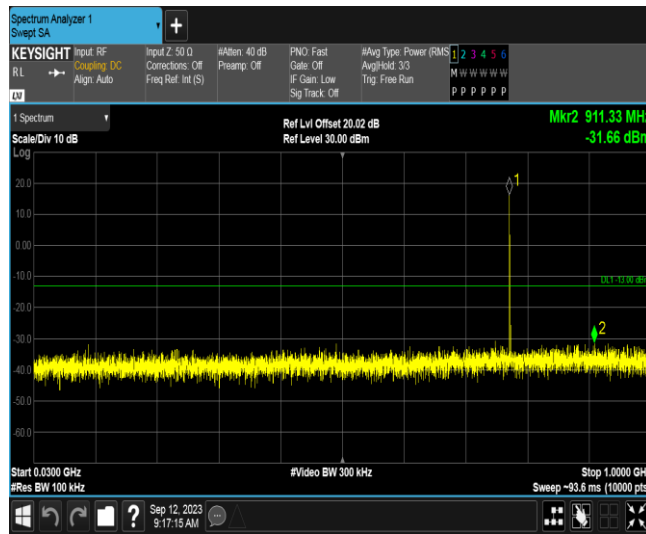 Spectrum Analyzer 1
Swept SA
+
KEYSIGHT
RL
LXI
Input: RF
Coupling: DC
Align: Auto
Input Z: 50 Ω
Corrections: Off
Freq Ref: Int (S)
#Atten: 40 dB
Preamp: Off
PNO: Fast
Gate: Off
IF Gain: Low
Sig Track: Off
#Avg Type: Power (RMS
Avg|Hold: 3/3
Trig: Free Run
1 2 3 4 5 6
M W W W W W
P P P P P P
1 Spectrum
Scale/Div 10 dB
Log
Ref Lvl Offset 20.02 dB
Ref Level 30.00 dBm
Mkr2 911.33 MHz
-31.66 dBm
20.0
10.0
0.00
-10.0
-20.0
-30.0
-40.0
-50.0
-60.0
1
DL1 -13.00 dBm
2
Start 0.0300 GHz
#Res BW 100 kHz
#Video BW 300 kHz
Stop 1.0000 GHz
Sweep ~93.6 ms (10000 pts)
?
Sep 12, 2023
9:17:15 AM